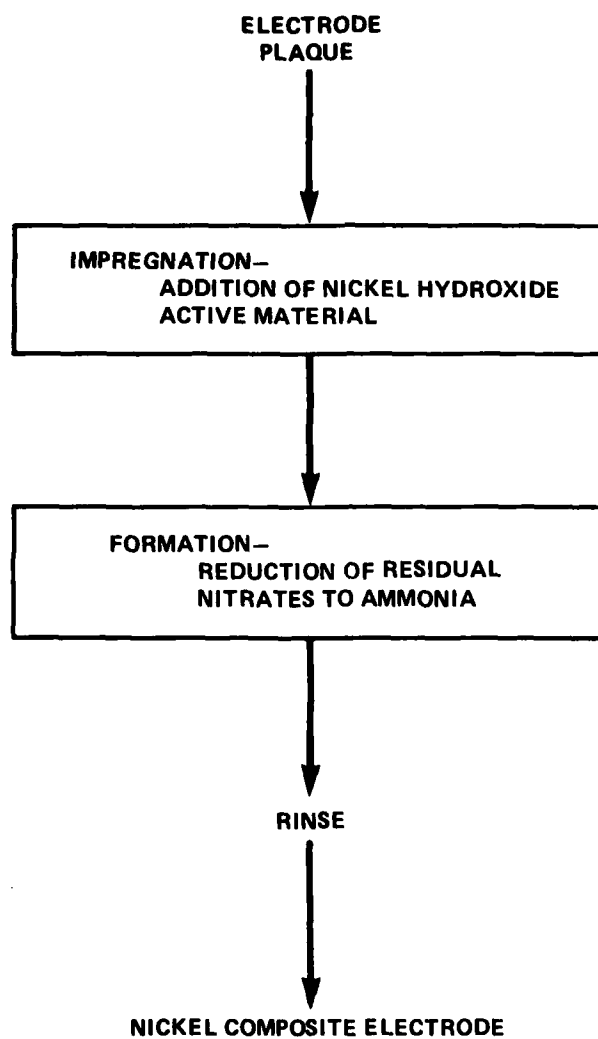 ELECTRODE
PLAQUE
IMPREGNATION–
ADDITION OF NICKEL HYDROXIDE
ACTIVE MATERIAL
FORMATION–
REDUCTION OF RESIDUAL
NITRATES TO AMMONIA
RINSE
NICKEL COMPOSITE ELECTRODE